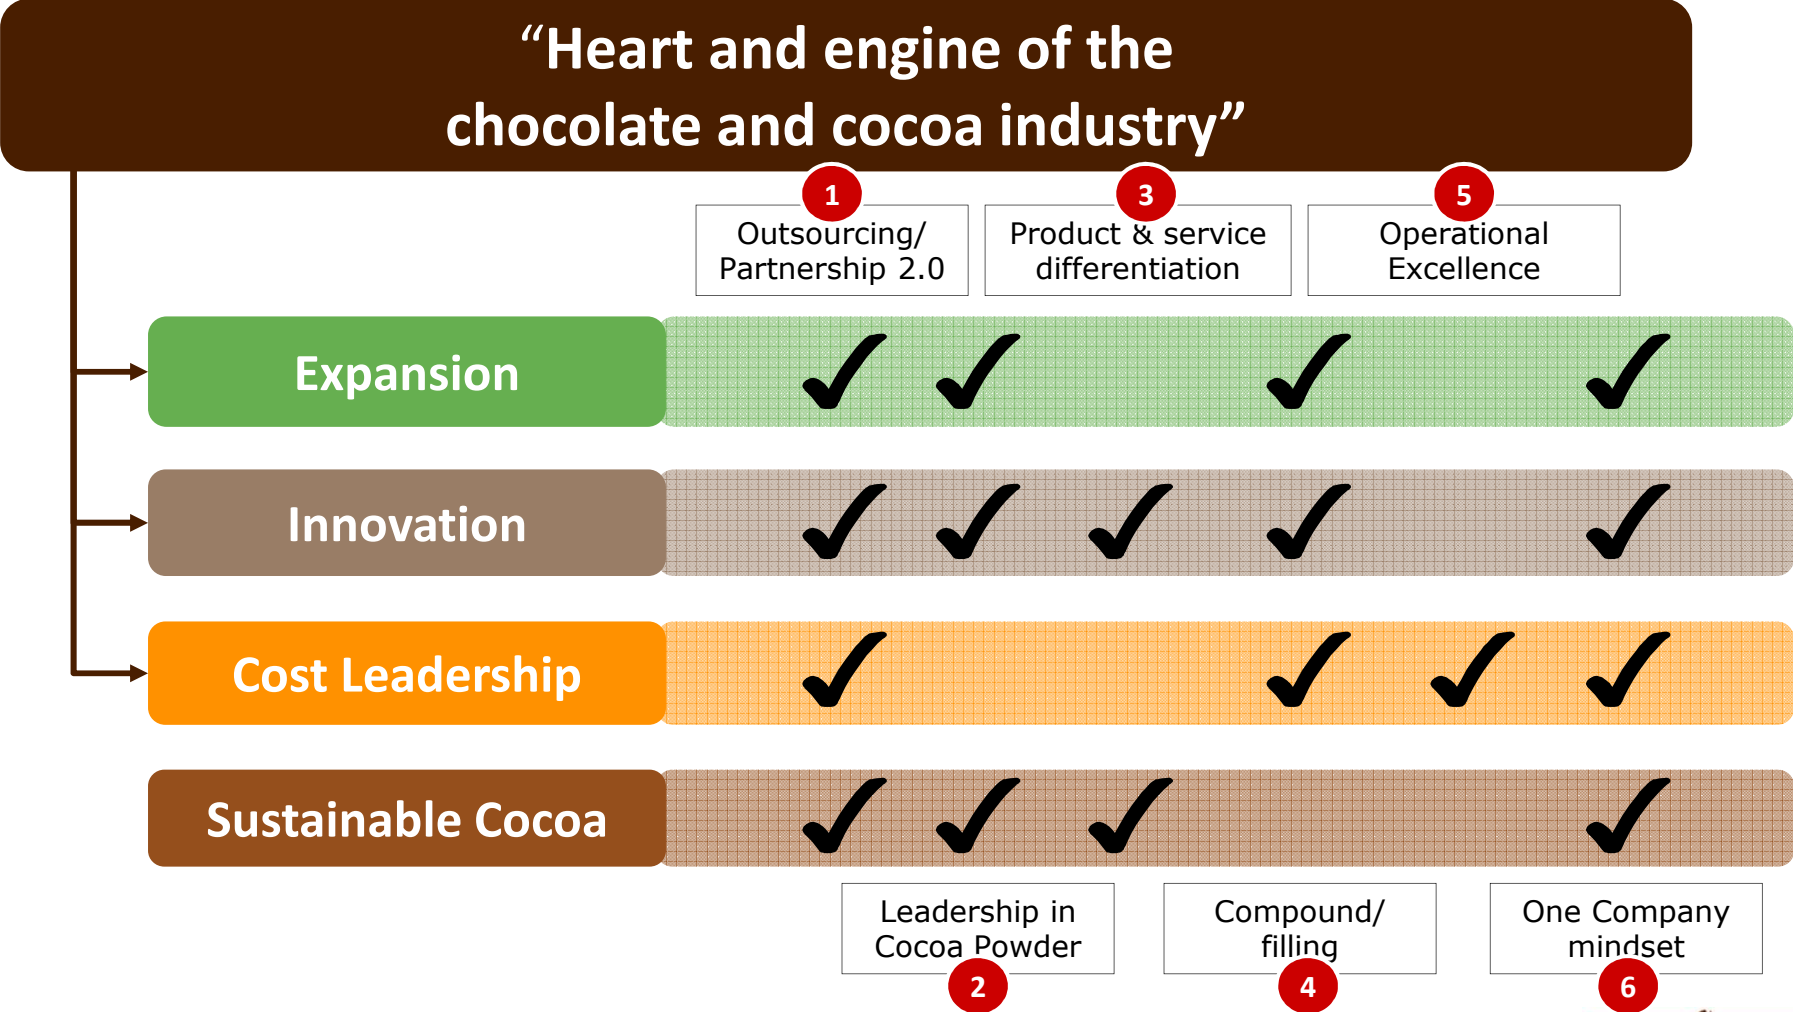 “Heart and engine of the
chocolate and cocoa industry”
1
3
5
Outsourcing/
Partnership 2.0
Product & service
differentiation
Operational
Excellence
Expansion
Innovation
Cost Leadership
Sustainable Cocoa
Leadership in
Cocoa Powder
Compound/
filling
One Company
mindset
2
4
6